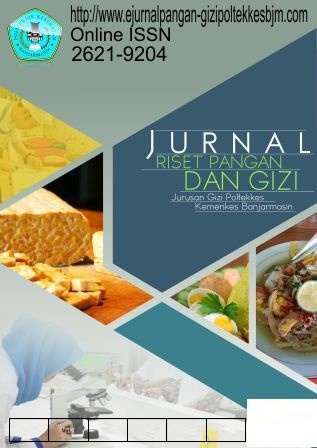 http://www.ejurnalpangan-gizipoltekkesbjm.com
Online ISSN
2621-9204
JURNAL
RISET PANGAN
DAN GIZI
Jurusan Gizi Poltekkes
Kemenkes Banjarmasin